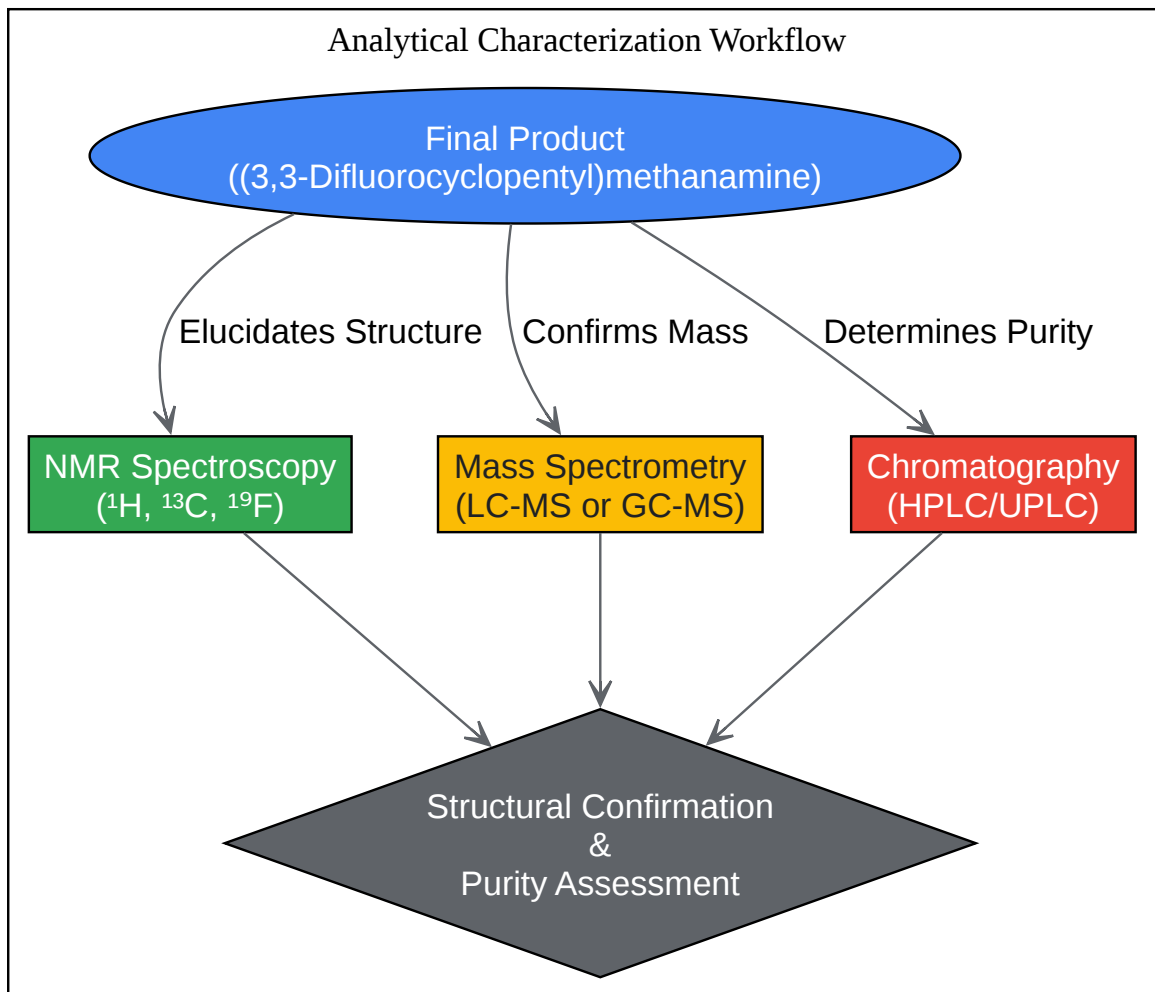 Analytical Characterization Workflow
Final Product
((3,3-Difluorocyclopentyl)methanamine)
Elucidates Structure
Confirms Mass
Determines Purity
NMR Spectroscopy
(¹H, ¹³C, ¹⁹F)
Mass Spectrometry
(LC-MS or GC-MS)
Chromatography
(HPLC/UPLC)
Structural Confirmation
&
Purity Assessment